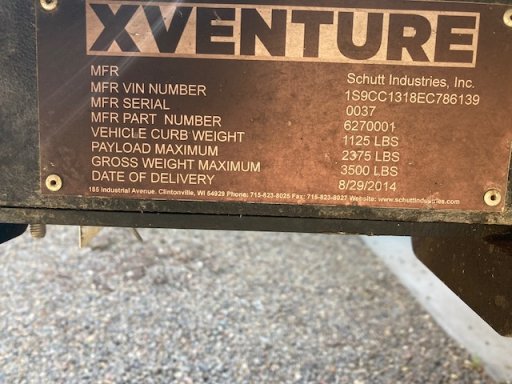 XVENTURE
MFR Schutt Industries, Inc.
MFR VIN NUMBER 1S9CC1318EC786139
MFR SERIAL 0037
MFR PART NUMBER 6270001
VEHICLE CURB WEIGHT 1125 LBS
PAYLOAD MAXIMUM 2375 LBS
GROSS WEIGHT MAXIMUM 3500 LBS
DATE OF DELIVERY 8/29/2014
185 Industrial Avenue. Clintonville, WI 54929 Phone: 715-823-8025 Fax: 715-823-8027 Website: www.schuttindustries.com